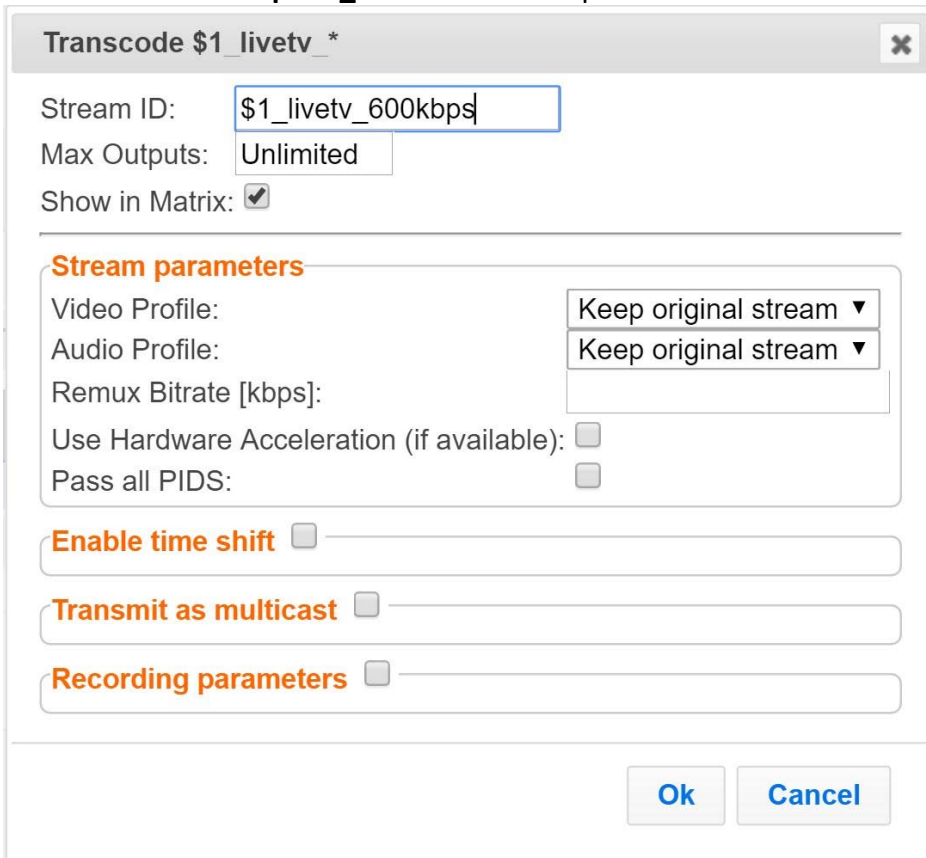 Transcode $1_livetv_*
Stream ID: $1_livetv_600kbps
Max Outputs: Unlimited
Show in Matrix:
Stream parameters
Video Profile: Keep original stream
Audio Profile: Keep original stream
Remux Bitrate [kbps]:
Use Hardware Acceleration (if available):
Pass all PIDS:
Enable time shift
Transmit as multicast
Recording parameters
Ok Cancel